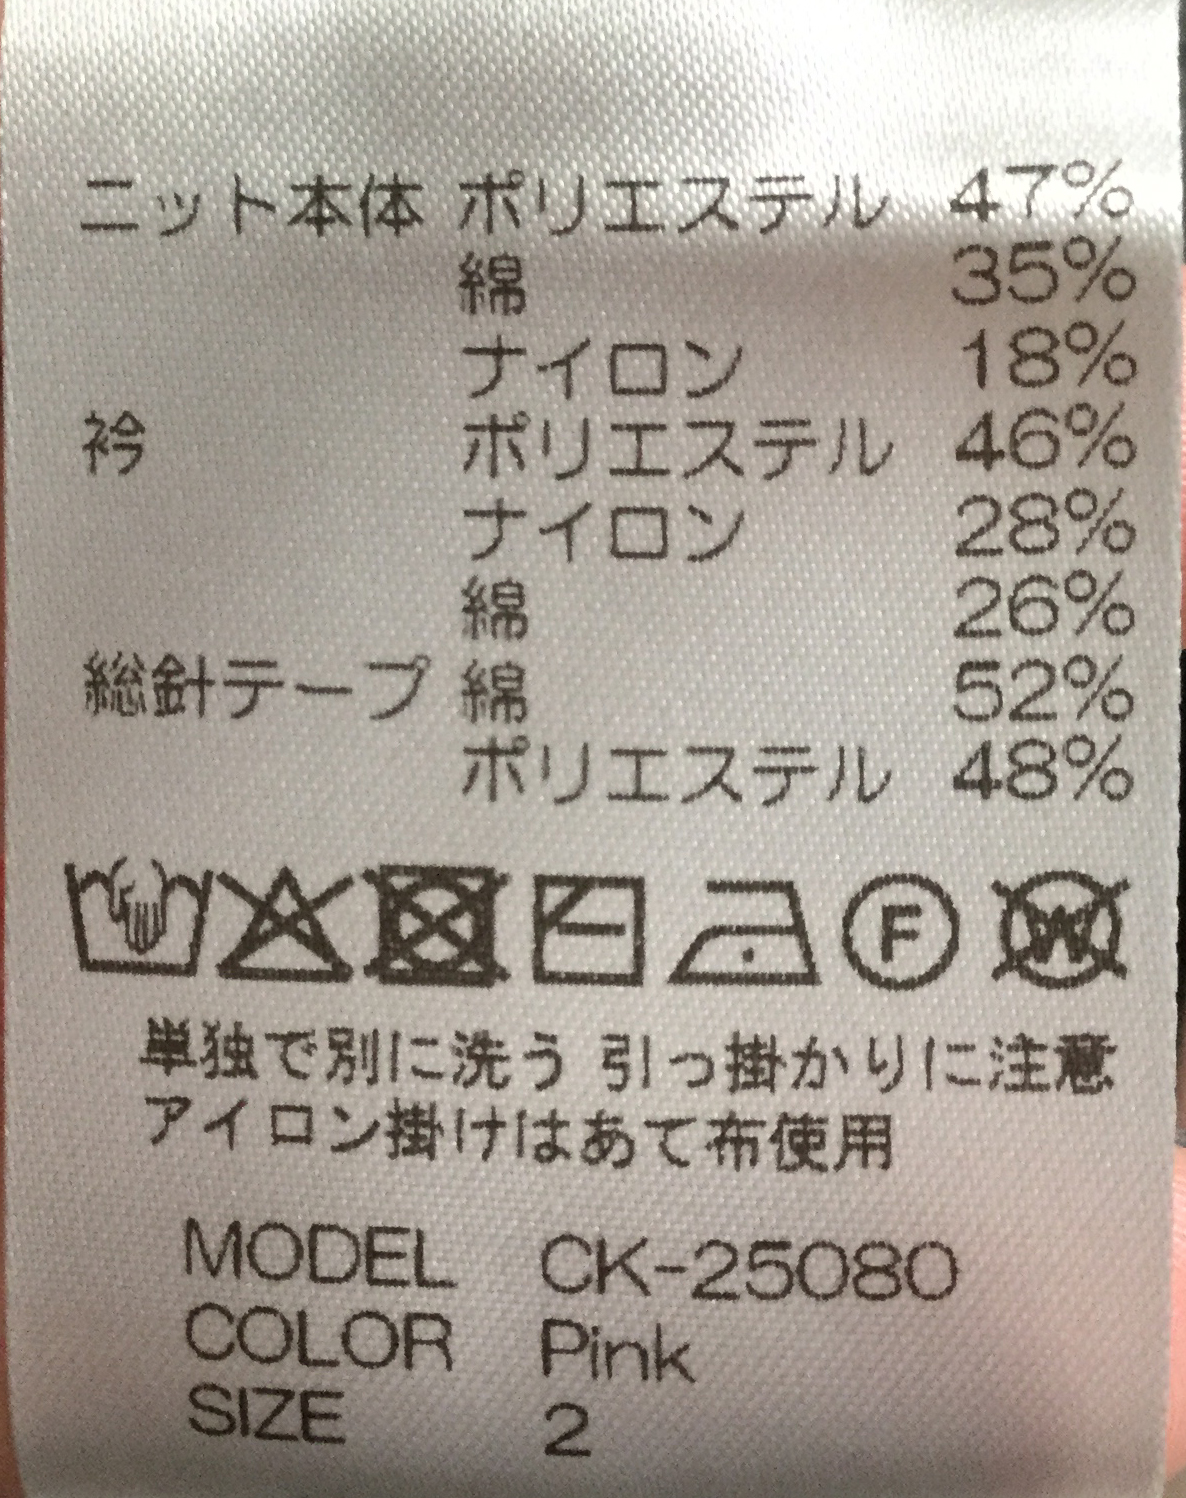 ニット本体 ポリエステル 47%
綿 35%
ナイロン 18%
衿 ポリエステル 46%
ナイロン 28%
綿 26%
総針テープ 綿 52%
ポリエステル 48%
F W
単独で別に洗う 引っ掛かりに注意
アイロン掛けはあて布使用
MODEL CK-25080
COLOR Pink
SIZE 2